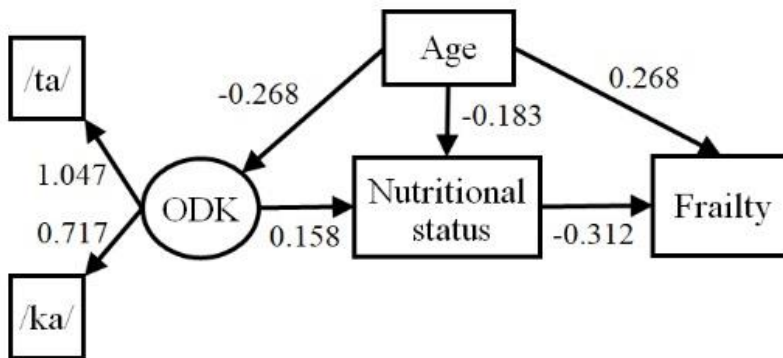 Age
/ta/
-0.268
0.268
-0.183
1.047
ODK
Nutritional
status
Frailty
0.717
0.158
-0.312
/ka/